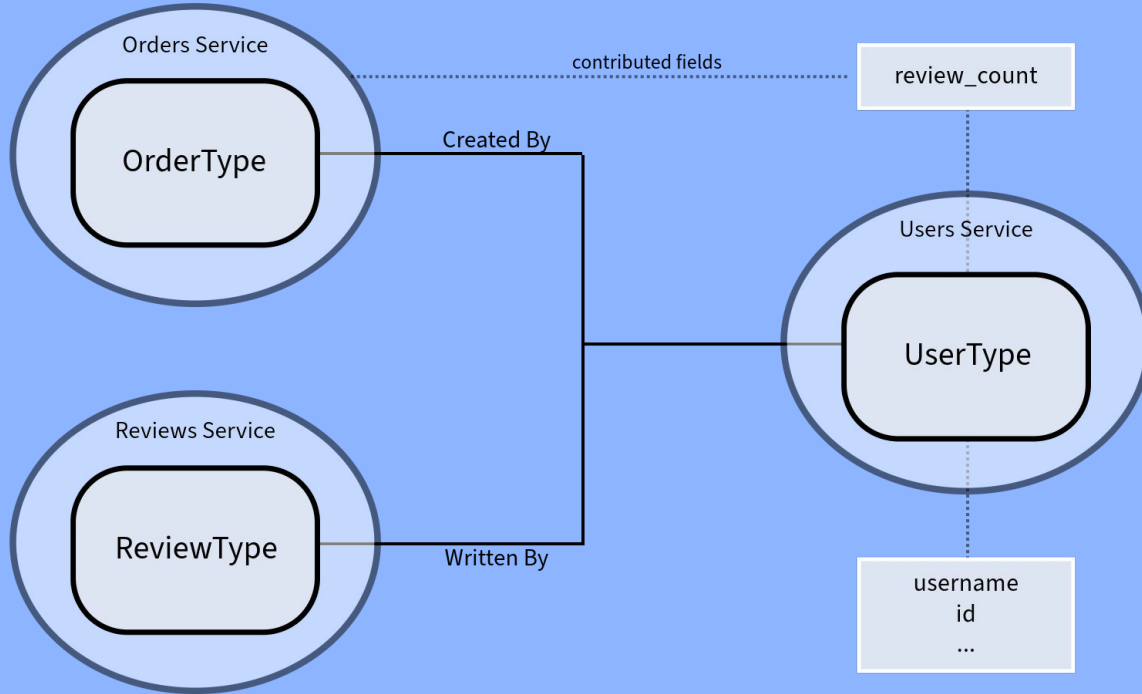 Orders Service
OrderType
contributed fields
review_count
Created By
Users Service
UserType
Reviews Service
ReviewType
Written By
username
id
...